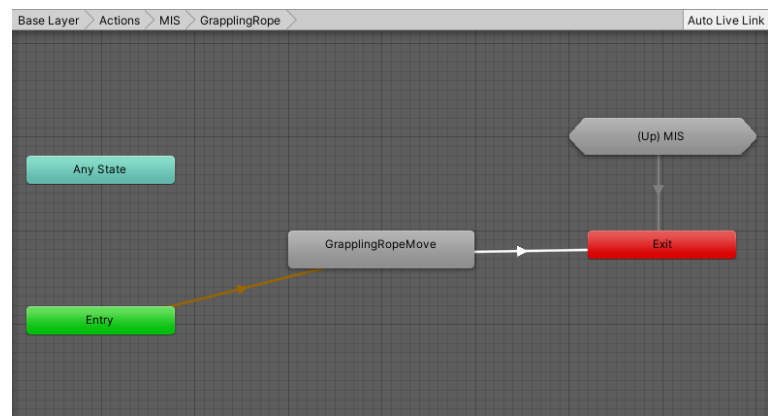 Base Layer
Actions
MIS
GrapplingRope
Auto Live Link
(Up) MIS
Any State
GrapplingRopeMove
Exit
Entry